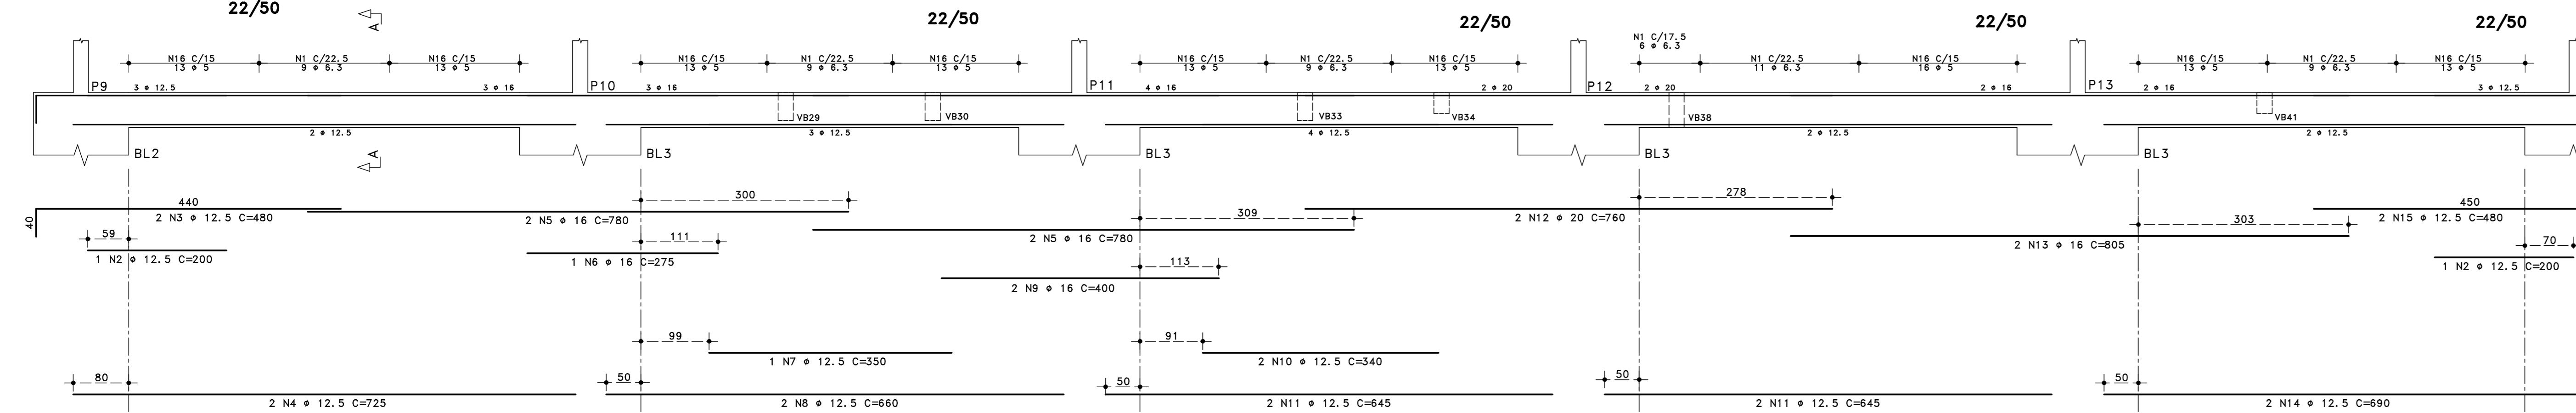 22/50
22/50
22/50
22/50
22/50
A
N1 C/17.5
6 ø 6.3
N16 C/15
13 ø 5
N1 C/22.5
9 ø 6.3
N16 C/15
13 ø 5
N16 C/15
13 ø 5
N1 C/22.5
9 ø 6.3
N16 C/15
13 ø 5
N16 C/15
13 ø 5
N1 C/22.5
9 ø 6.3
N16 C/15
13 ø 5
N1 C/22.5
11 ø 6.3
N16 C/15
16 ø 5
N16 C/15
13 ø 5
N1 C/22.5
9 ø 6.3
N16 C/15
13 ø 5
P9
3 ø 12.5
3 ø 16
P10
3 ø 16
P11
4 ø 16
2 ø 20
P12
2 ø 20
2 ø 16
P13
2 ø 16
3 ø 12.5
VB29
VB30
VB33
VB34
VB38
VB41
2 ø 12.5
3 ø 12.5
4 ø 12.5
2 ø 12.5
2 ø 12.5
BL2
A
BL3
BL3
BL3
BL3
440
40
2 N3 ø 12.5 C=480
300
2 N5 ø 16 C=780
309
2 N5 ø 16 C=780
278
2 N12 ø 20 C=760
303
2 N13 ø 16 C=805
450
2 N15 ø 12.5 C=480
59
1 N2 ø 12.5 C=200
111
1 N6 ø 16 C=275
113
2 N9 ø 16 C=400
70
1 N2 ø 12.5 C=200
99
1 N7 ø 12.5 C=350
91
2 N10 ø 12.5 C=340
80
2 N4 ø 12.5 C=725
50
2 N8 ø 12.5 C=660
50
2 N11 ø 12.5 C=645
50
2 N11 ø 12.5 C=645
50
2 N14 ø 12.5 C=690